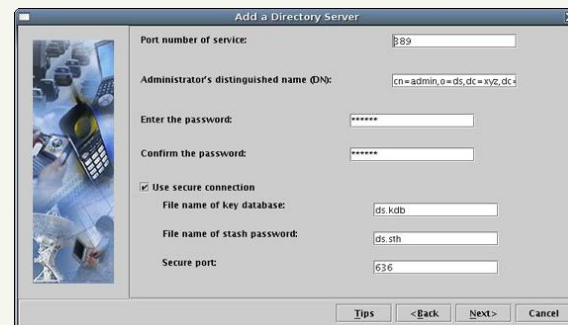 Add a Directory Server
Port number of service:
389
Administrator's distinguished name (DN):
cn=admin,o=ds,dc=xyz,dc=
Enter the password:
******
Confirm the password:
******
Use secure connection
File name of key database:
ds.kdb
File name of stash password:
ds.sth
Secure port:
636
Tips
<Back
Next>
Cancel